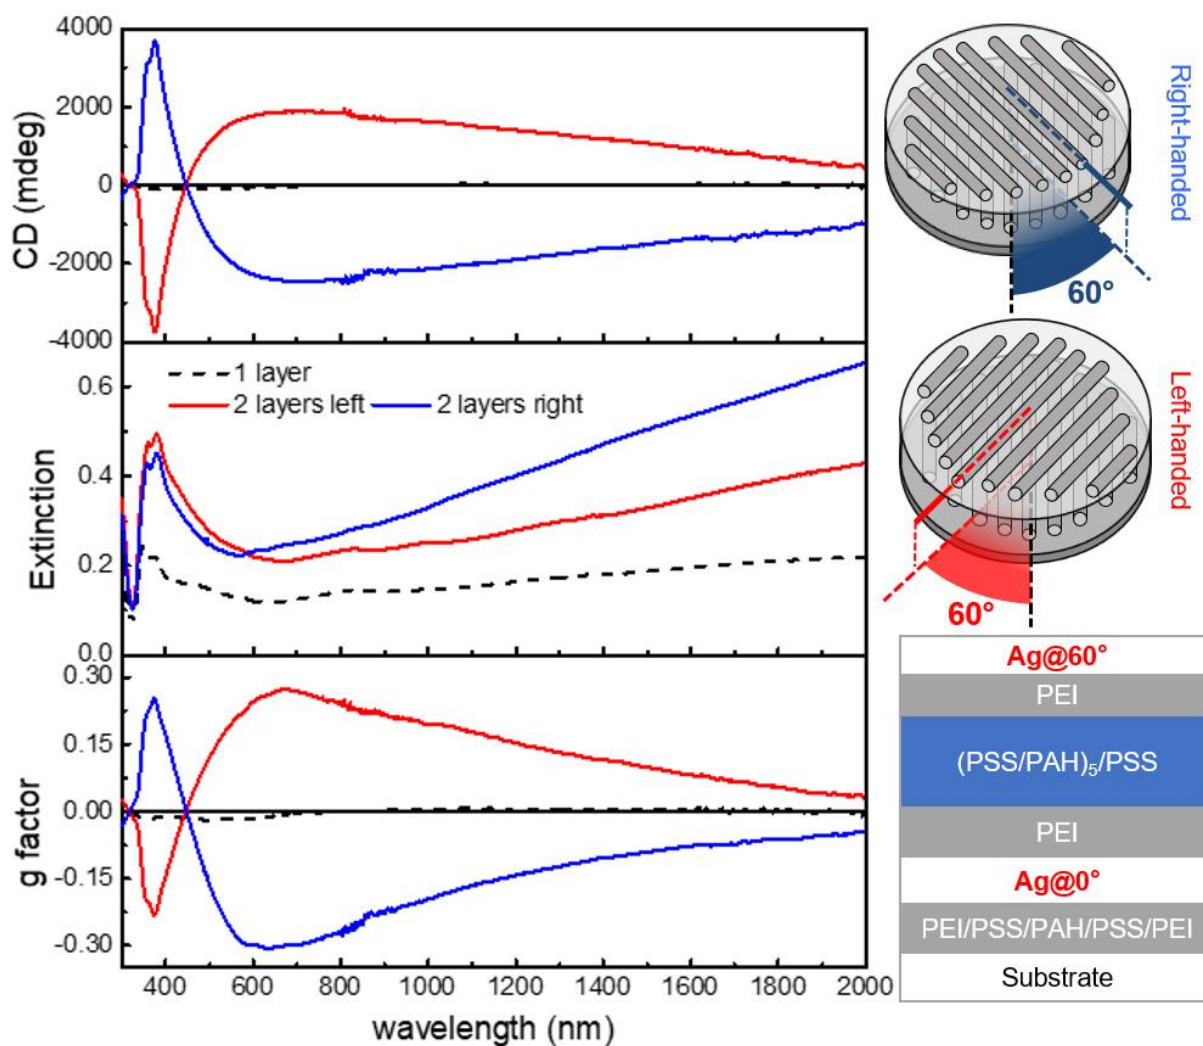 4000
2000
0
-2000
-4000
CD (mdeg)
0.6
0.4
0.2
0.0
Extinction
1 layer
2 layers left
2 layers right
0.30
0.15
0.00
-0.15
-0.30
g factor
400 600 800 1000 1200 1400 1600 1800 2000
wavelength (nm)
Right-handed
60°
Left-handed
60°
Ag@60°
PEI
(PSS/PAH)₅/PSS
PEI
Ag@0°
PEI/PSS/PAH/PSS/PEI
Substrate